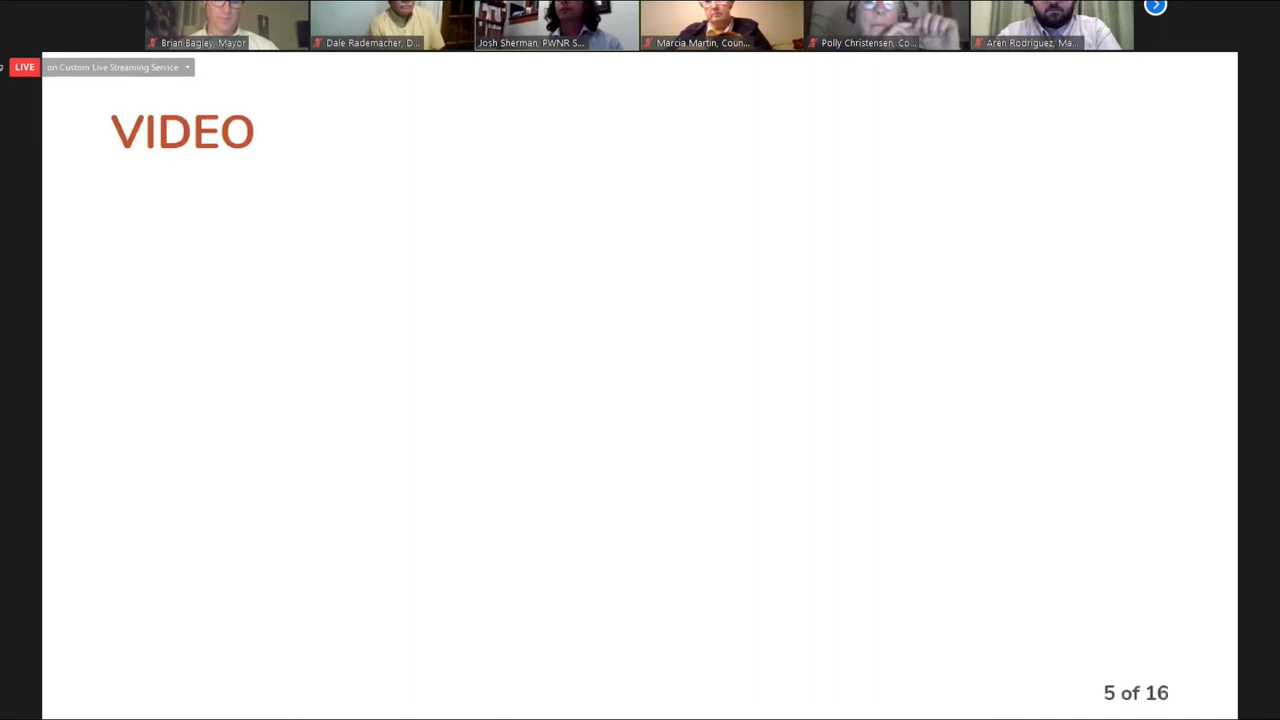 Brian Bagley, Mayor
Dale Rademacher, D...
Josh Sherman, PWNR S...
Marcia Martin, Coun...
Polly Christensen, Co...
Aren Rodriguez, Ma...
LIVE on Custom Live Streaming Service
VIDEO
5 of 16